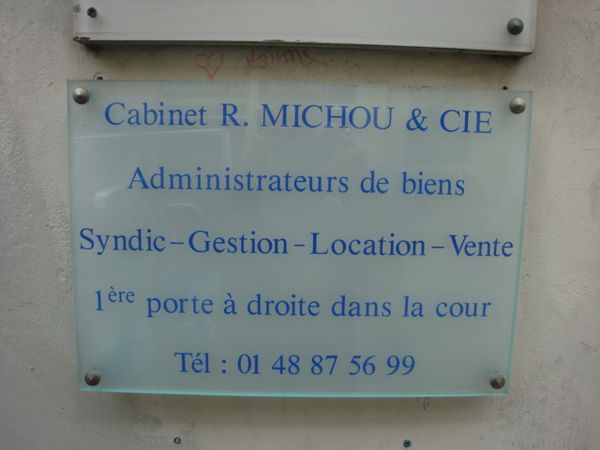 Cabinet R. MICHOU & CIE
Administrateurs de biens
Syndic - Gestion - Location - Vente
1ère porte à droite dans la cour
Tél : 01 48 87 56 99